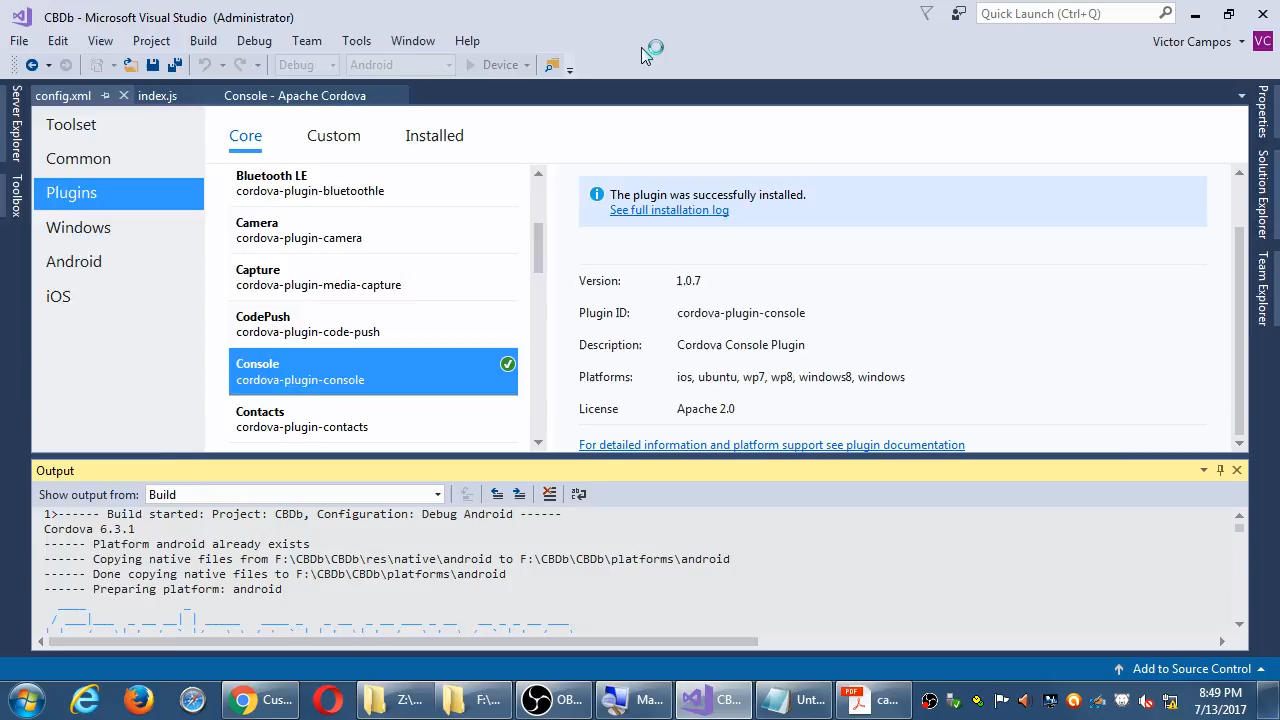 CBDb - Microsoft Visual Studio (Administrator)
Quick Launch (Ctrl+Q)
File Edit View Project Build Debug Team Tools Window Help
Victor Campos VC
Debug Android Device
config.xml index.js Console - Apache Cordova
Server Explorer
Toolbox
Properties
Solution Explorer
Team Explorer
Toolset
Common
Plugins
Windows
Android
iOS
Core Custom Installed
Bluetooth LE
cordova-plugin-bluetoothle
Camera
cordova-plugin-camera
Capture
cordova-plugin-media-capture
CodePush
cordova-plugin-code-push
Console
cordova-plugin-console
Contacts
cordova-plugin-contacts
The plugin was successfully installed.
See full installation log
Version: 1.0.7
Plugin ID: cordova-plugin-console
Description: Cordova Console Plugin
Platforms: ios, ubuntu, wp7, wp8, windows8, windows
License Apache 2.0
For detailed information and platform support see plugin documentation
Output
Show output from: Build
1>------ Build started: Project: CBDb, Configuration: Debug Android ------
Cordova 6.3.1
------ Platform android already exists
------ Copying native files from F:\CBDb\CBDb\res\native\android to F:\CBDb\CBDb\platforms\android
------ Done copying native files to F:\CBDb\CBDb\platforms\android
------ Preparing platform: android
Add to Source Control
Cus... Z:\... F:\... OB... Ma... CB... Unt... ca...
8:49 PM
7/13/2017